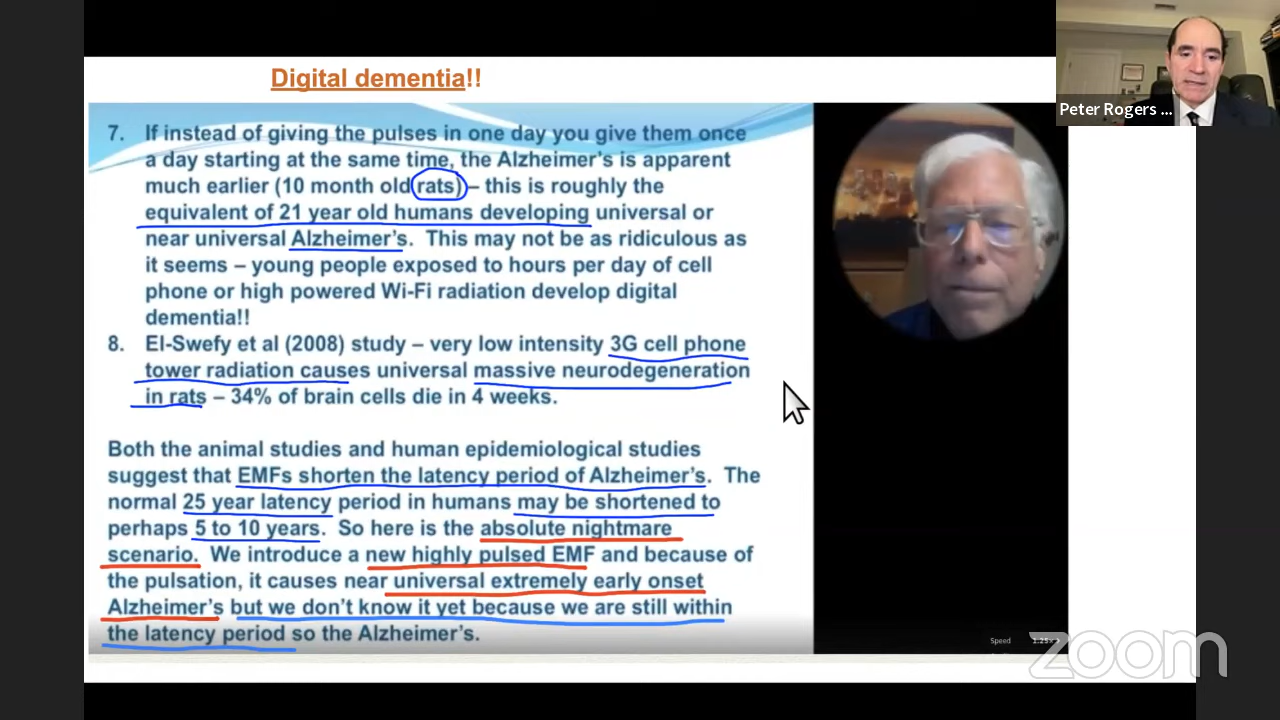 Digital dementia!!
Peter Rogers ...
7. If instead of giving the pulses in one day you give them once
a day starting at the same time, the Alzheimer's is apparent
much earlier (10 month old rats) – this is roughly the
equivalent of 21 year old humans developing universal or
near universal Alzheimer's. This may not be as ridiculous as
it seems – young people exposed to hours per day of cell
phone or high powered Wi-Fi radiation develop digital
dementia!!
8. El-Swefy et al (2008) study – very low intensity 3G cell phone
tower radiation causes universal massive neurodegeneration
in rats – 34% of brain cells die in 4 weeks.
Both the animal studies and human epidemiological studies
suggest that EMFs shorten the latency period of Alzheimer's. The
normal 25 year latency period in humans may be shortened to
perhaps 5 to 10 years. So here is the absolute nightmare
scenario. We introduce a new highly pulsed EMF and because of
the pulsation, it causes near universal extremely early onset
Alzheimer's but we don't know it yet because we are still within
the latency period so the Alzheimer's.
Speed 1.25x
zoom